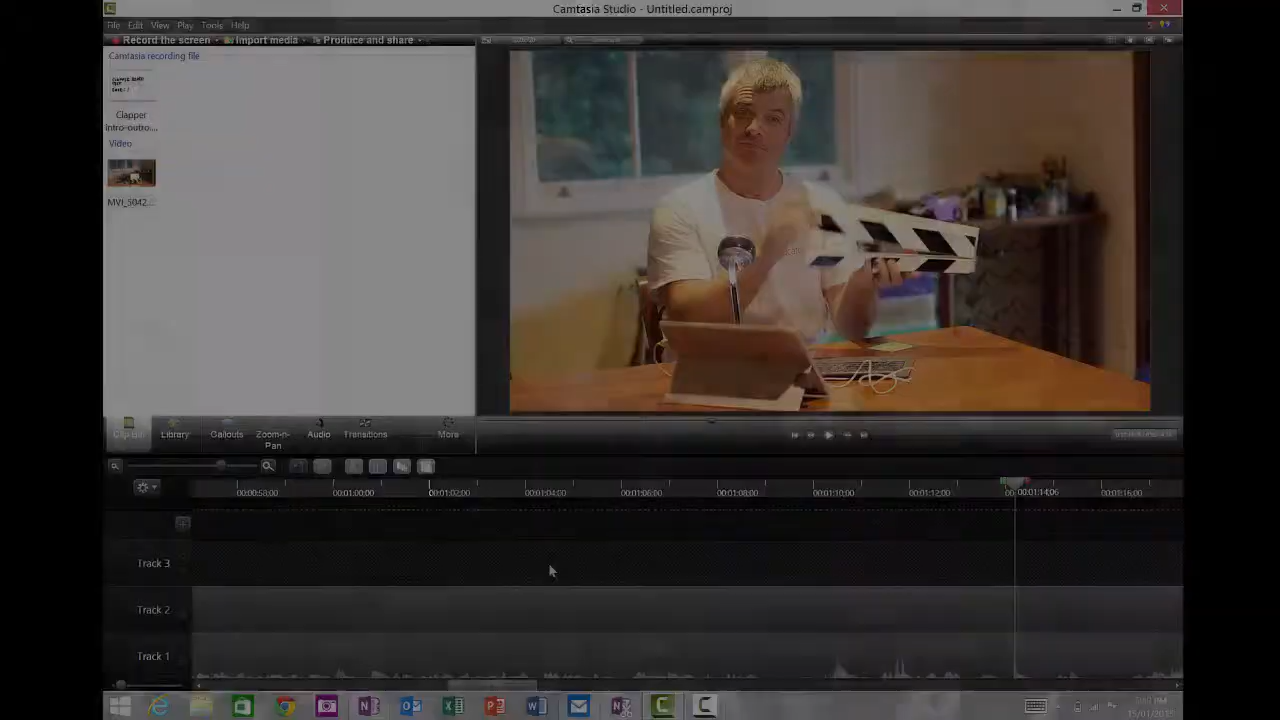 Camtasia Studio - Untitled.camproj
File Edit View Play Tools Help
Record the screen Import media Produce and share
Camtasia recording file
Clapper
intro-outro...
Video
MVI_5042...
Clip Bin Library Callouts Zoom-n-Pan Audio Transitions More
00:00:58;00 00:01:00;00 00:01:02;00 00:01:04;00 00:01:06;00 00:01:08;00 00:01:10;00 00:01:12;00 00:01:14;06 00:01:16;00
Track 3
Track 2
Track 1
15/01/2015